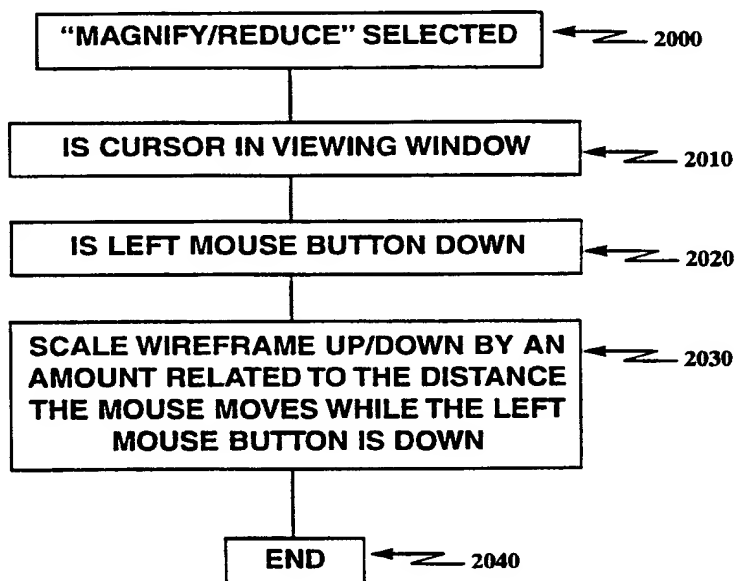 “MAGNIFY/REDUCE” SELECTED
2000
IS CURSOR IN VIEWING WINDOW
2010
IS LEFT MOUSE BUTTON DOWN
2020
SCALE WIREFRAME UP/DOWN BY AN
AMOUNT RELATED TO THE DISTANCE
THE MOUSE MOVES WHILE THE LEFT
MOUSE BUTTON IS DOWN
2030
END
2040